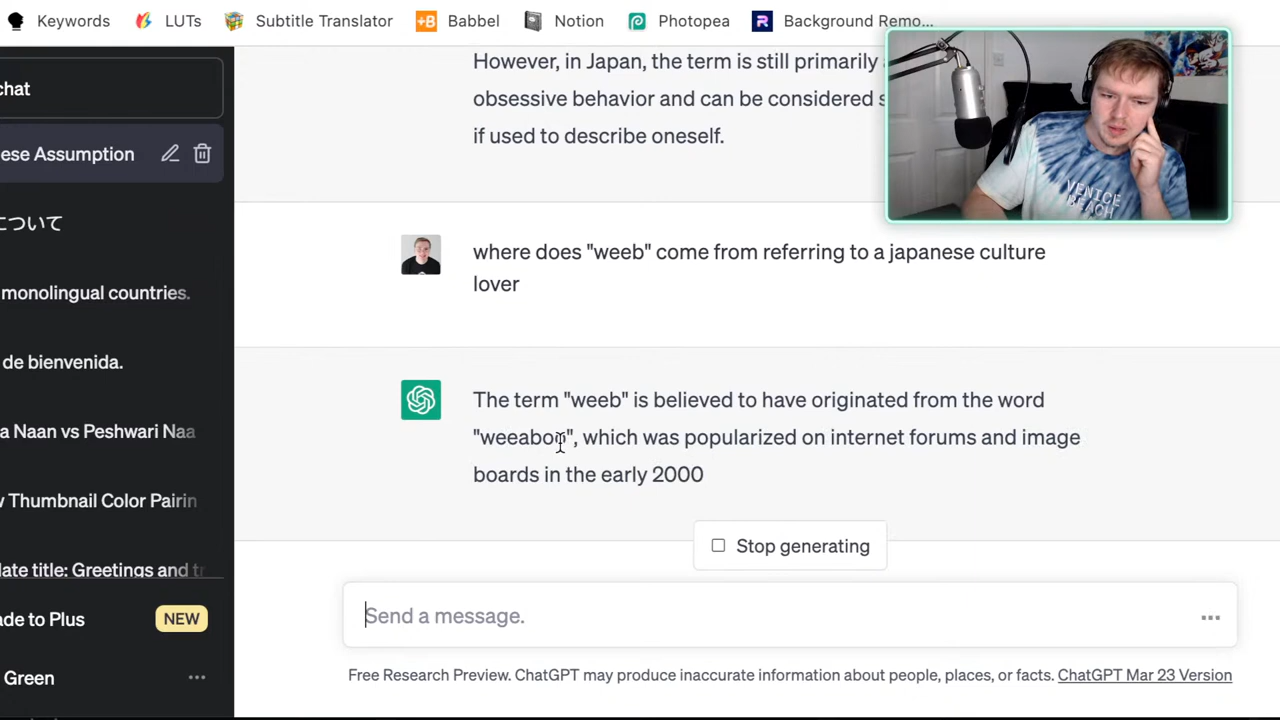 Keywords LUTs Subtitle Translator +B Babbel Notion Photopea R Background Remo...
chat
However, in Japan, the term is still primarily
obsessive behavior and can be considered
if used to describe oneself.
ese Assumption
について
where does "weeb" come from referring to a japanese culture
lover
monolingual countries.
de bienvenida.
The term "weeb" is believed to have originated from the word
"weeaboo", which was popularized on internet forums and image
boards in the early 2000
a Naan vs Peshwari Naa
w Thumbnail Color Pairin
late title: Greetings and tr
Stop generating
ade to Plus NEW
Send a message.
Green
Free Research Preview. ChatGPT may produce inaccurate information about people, places, or facts. ChatGPT Mar 23 Version
VENICE
BEACH